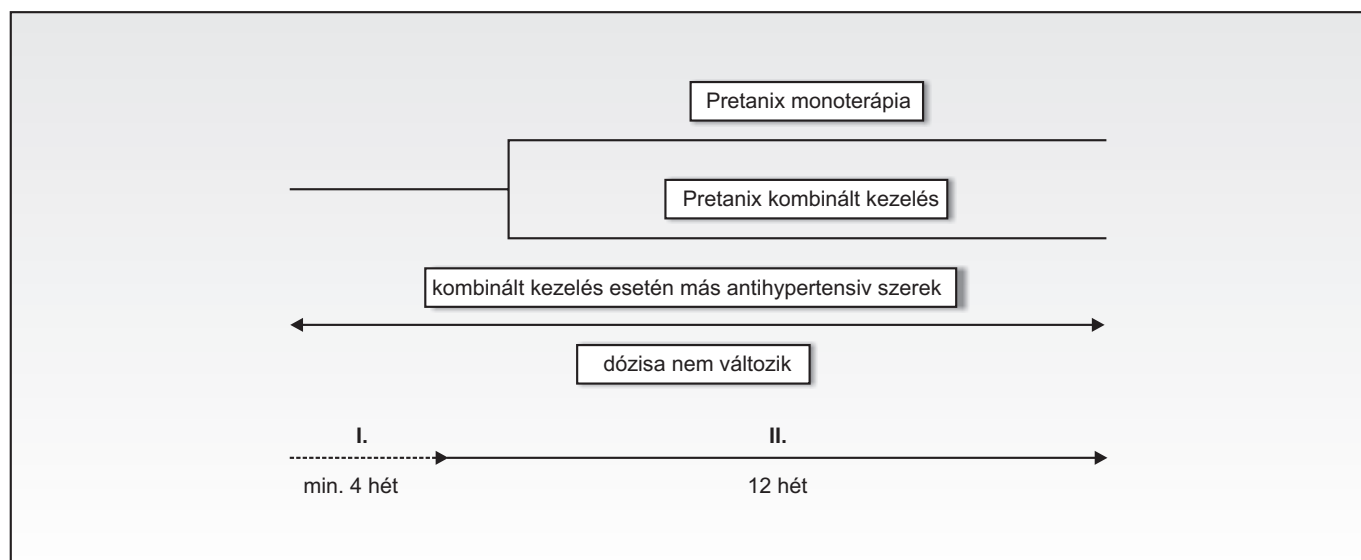 Pretanix monoterápia
Pretanix kombinált kezelés
kombinált kezelés esetén más antihypertensiv szerek
dózisa nem változik
I.
II.
min. 4 hét
12 hét